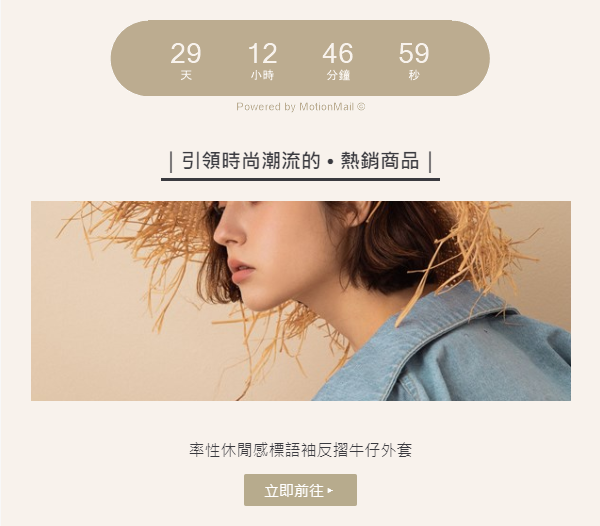 29 12 46 59
天 小時 分鐘 秒
Powered by MotionMail ©
| 引領時尚潮流的 • 熱銷商品 |
率性休閒感標語袖反摺牛仔外套
立即前往 ▸